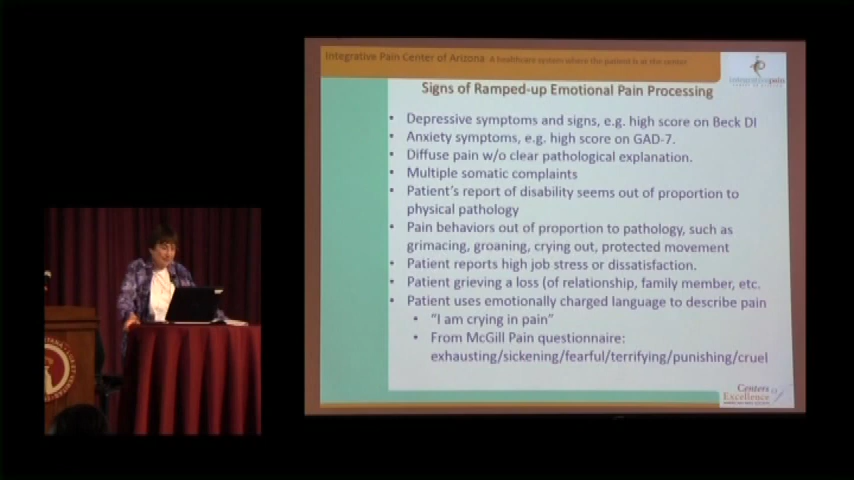 Integrative Pain Center of Arizona A healthcare system where the patient is at the center
integrativepain
Signs of Ramped-up Emotional Pain Processing
• Depressive symptoms and signs, e.g. high score on Beck DI
• Anxiety symptoms, e.g. high score on GAD-7.
• Diffuse pain w/o clear pathological explanation.
• Multiple somatic complaints
• Patient's report of disability seems out of proportion to
physical pathology
• Pain behaviors out of proportion to pathology, such as
grimacing, groaning, crying out, protected movement
• Patient reports high job stress or dissatisfaction.
• Patient grieving a loss (of relationship, family member, etc.
• Patient uses emotionally charged language to describe pain
• "I am crying in pain"
• From McGill Pain questionnaire:
exhausting/sickening/fearful/terrifying/punishing/cruel
Centers
Excellence